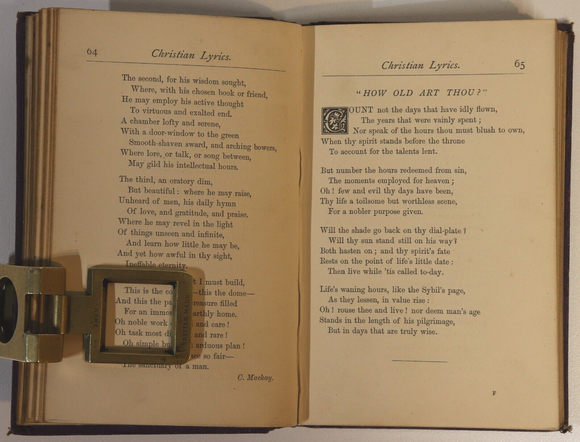 64
Christian Lyrics.
The second, for his wisdom sought,
Where, with his chosen book or friend,
He may employ his active thought
To virtuous and exalted end.
A chamber lofty and serene,
With a door-window to the green
Smooth-shaven sward, and arching bowers,
Where lore, or talk, or song between,
May gild his intellectual hours.
The third, an oratory dim,
But beautiful: where he may raise,
Unheard of men, his daily hymn
Of love, and gratitude, and praise.
Where he may revel in the light
Of things unseen and infinite,
And learn how little he may be,
And yet how awful in thy sight,
Ineffable eternity.
t I must build,
This is the co this the dome—
And this the pa easure filled
For an immo arthly home.
Oh noble work and care!
Oh task most di and rare!
Oh simple bu arduous plan!
are so fair—
The sanctuary of a man.
C. Mackay.
Christian Lyrics.
65
"HOW OLD ART THOU?"
COUNT not the days that have idly flown,
The years that were vainly spent;
Nor speak of the hours thou must blush to own,
When thy spirit stands before the throne
To account for the talents lent.
But number the hours redeemed from sin,
The moments employed for heaven;
Oh! few and evil thy days have been,
Thy life a toilsome but worthless scene,
For a nobler purpose given.
Will the shade go back on thy dial-plate?
Will thy sun stand still on his way?
Both hasten on; and thy spirit's fate
Rests on the point of life's little date:
Then live while 'tis called to-day.
Life's waning hours, like the Sybil's page,
As they lessen, in value rise:
Oh! rouse thee and live! nor deem man's age
Stands in the length of his pilgrimage,
But in days that are truly wise.
F